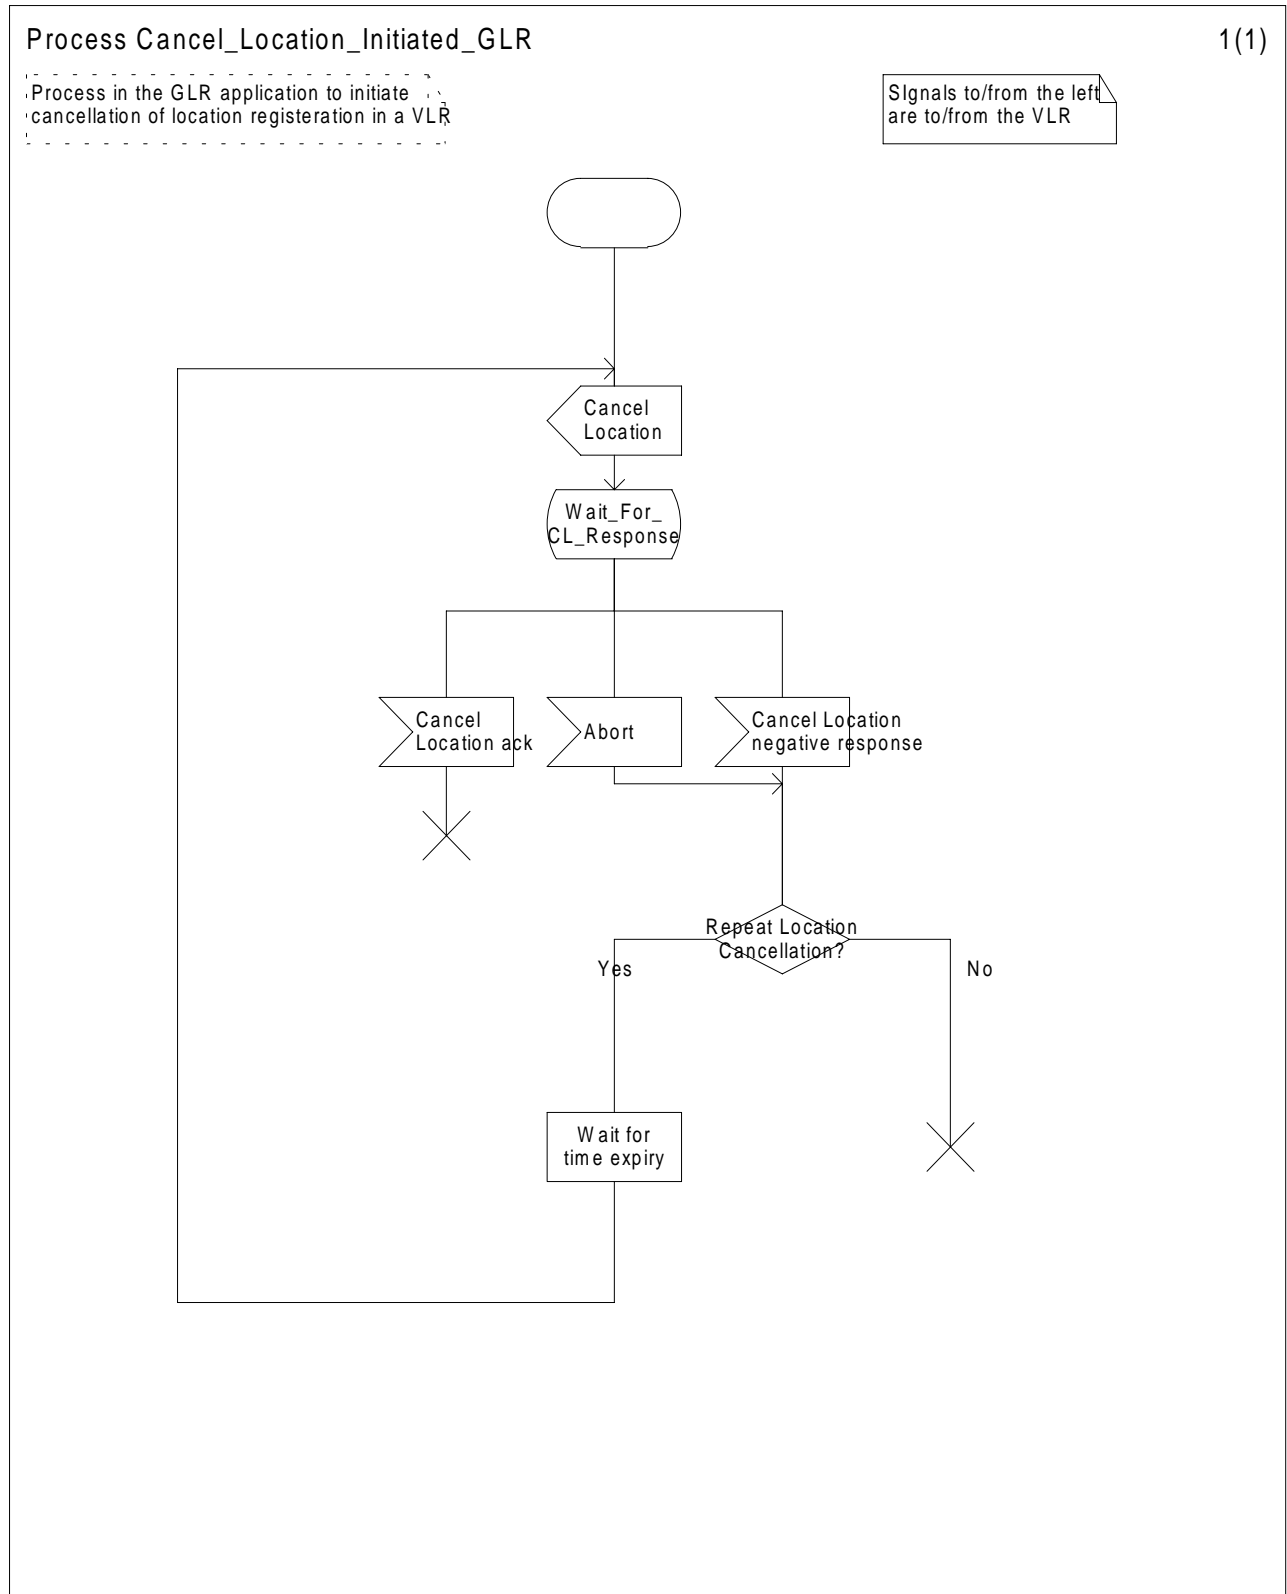 Process Cancel_Location_Initiated_GLR
1(1)
Process in the GLR application to initiate
cancellation of location registeration in a VLR
SIgnals to/from the left
are to/from the VLR
Cancel
Location
Wait_For_
CL_Response
Cancel
Location ack
Abort
Cancel Location
negative response
Repeat Location
Cancellation?
Yes
No
Wait for
time expiry